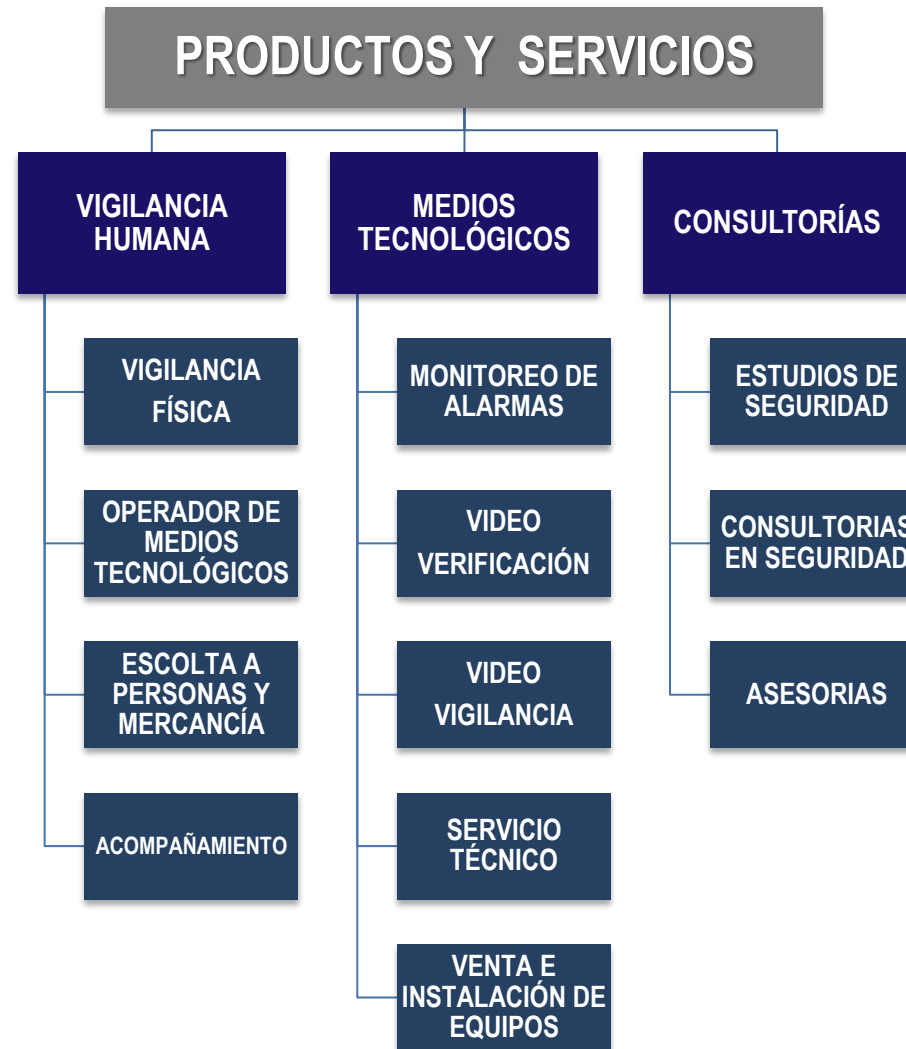 PRODUCTOS Y SERVICIOS
VIGILANCIA
HUMANA
VIGILANCIA
FÍSICA
OPERADOR DE
MEDIOS
TECNOLÓGICOS
ESCOLTA A
PERSONAS Y
MERCANCÍA
ACOMPAÑAMIENTO
MEDIOS
TECNOLÓGICOS
MONITOREO DE
ALARMAS
VIDEO
VERIFICACIÓN
VIDEO
VIGILANCIA
SERVICIO
TÉCNICO
VENTA E
INSTALACIÓN DE
EQUIPOS
CONSULTORÍAS
ESTUDIOS DE
SEGURIDAD
CONSULTORIAS
EN SEGURIDAD
ASESORIAS